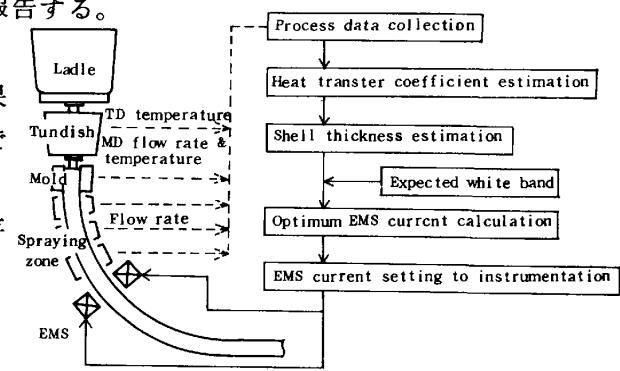 報告する。
Ladle
Tundish
Mold
Spraying
zone
EMS
TD temperature
MD flow rate &
temperature
Flow rate
Process data collection
Heat transter coefficient estimation
Shell thickness estimation
Expected white band
Optimum EMS currcnt calculation
EMS current setting to instrumentation